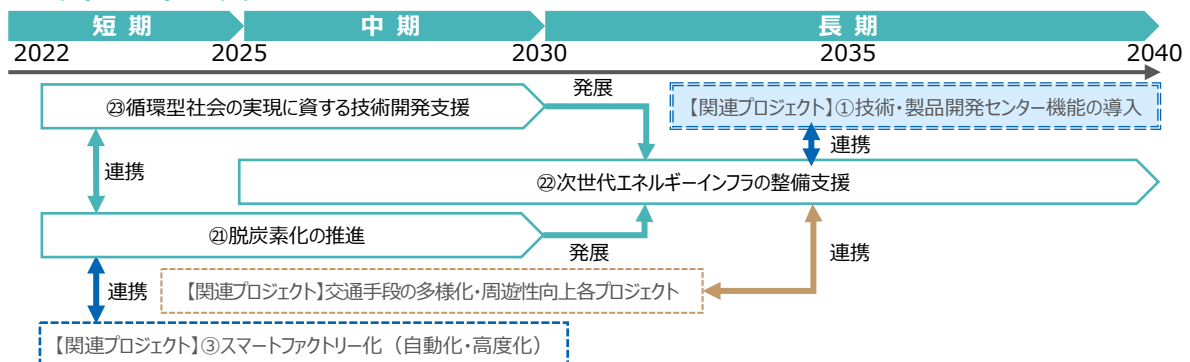 短 期 中 期 長 期
2022 2025 2030 2035 2040
㉓循環型社会の実現に資する技術開発支援
発展
【関連プロジェクト】①技術・製品開発センター機能の導入
連携
連携
㉒次世代エネルギーインフラの整備支援
㉑脱炭素化の推進
発展
連携
連携
【関連プロジェクト】交通手段の多様化・周遊性向上各プロジェクト
【関連プロジェクト】③スマートファクトリー化（自動化・高度化）